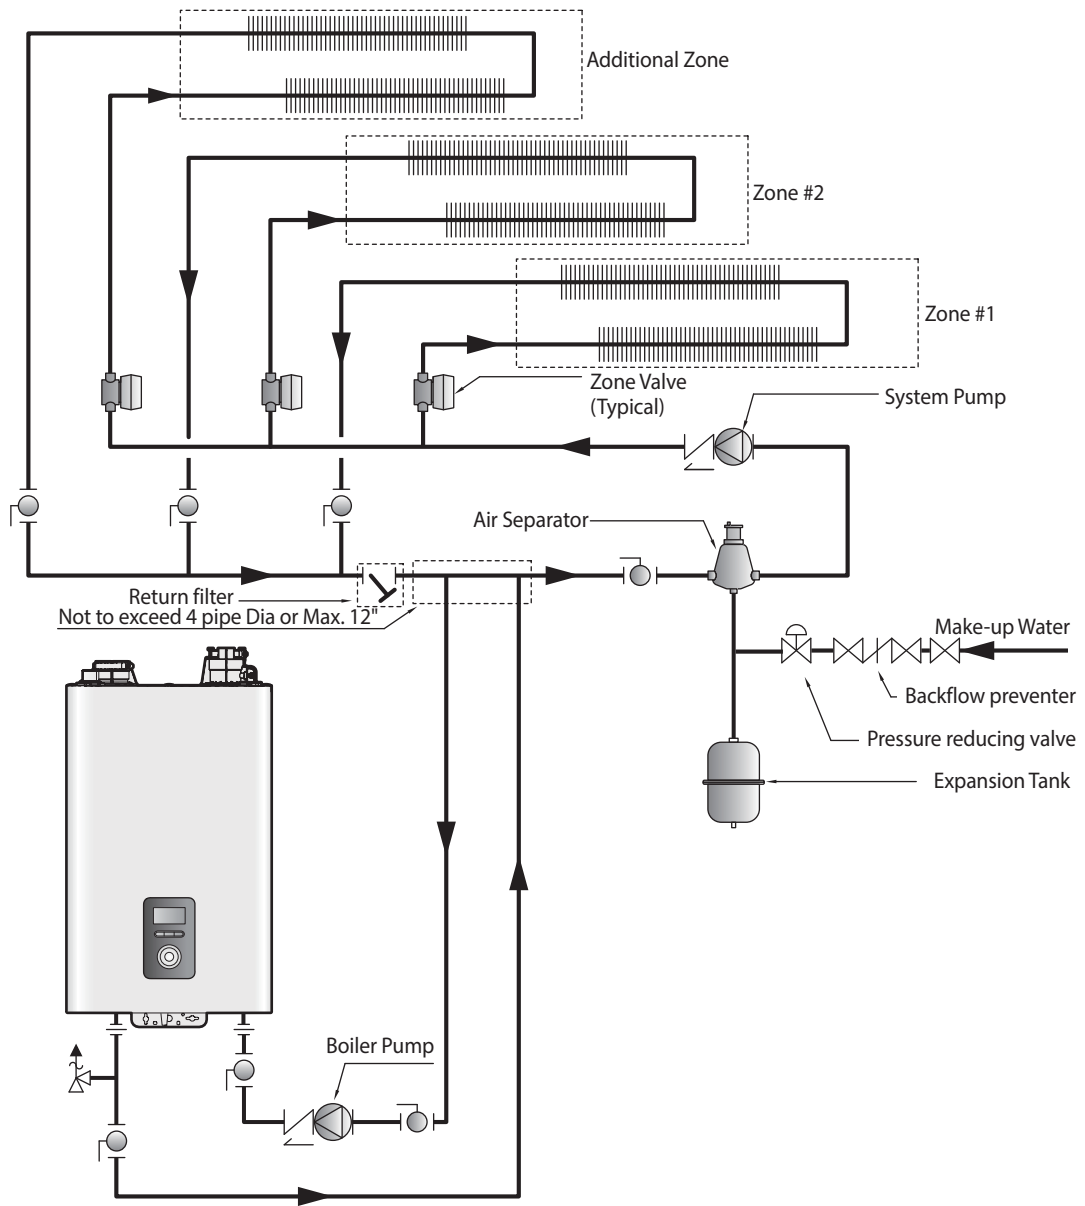 Additional Zone
Zone #2
Zone #1
Zone Valve
(Typical)
System Pump
Air Separator
Return filter
Not to exceed 4 pipe Dia or Max. 12"
Make-up Water
Backflow preventer
Pressure reducing valve
Expansion Tank
Boiler Pump